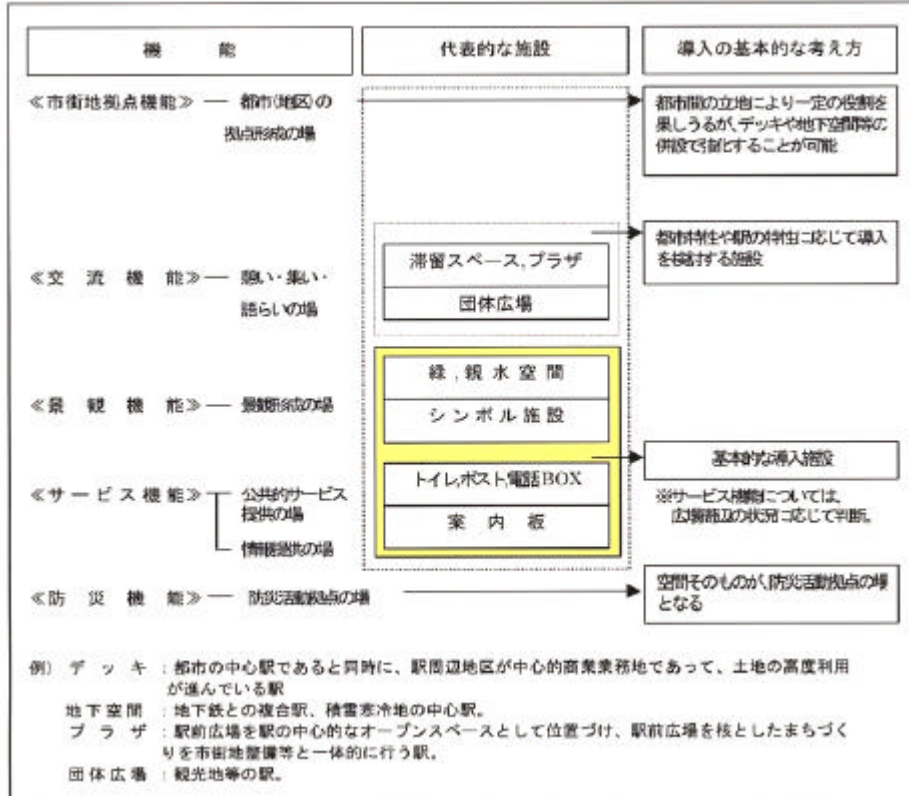 機　能
代表的な施設
導入の基本的な考え方
≪市街地拠点機能≫ — 都市(地区)の
拠点形成の場
都市間の立地により一定の役割を
果しうるが、デッキや地下空間等の
併設で強化することが可能
≪交流機能≫ — 憩い・集い・
語らいの場
滞留スペース,プラザ
団体広場
都市特性や駅の特性に応じて導入
を検討する施設
≪景観機能≫ — 景観形成の場
緑,親水空間
シンボル施設
≪サービス機能≫ — 公共的サービス
提供の場
情報提供の場
トイレ,ポスト,電話BOX
案内板
基本的な導入施設
※サービス機能については、
広場周辺の状況に応じて判断。
≪防災機能≫ — 防災活動拠点の場
空間そのものが、防災活動拠点の場
となる
例) デッキ : 都市の中心駅であると同時に、駅周辺地区が中心的商業業務地であって、土地の高度利用
が進んでいる駅
地下空間 : 地下鉄との複合駅、積雪寒冷地の中心駅。
プラザ : 駅前広場を駅の中心的なオープンスペースとして位置づけ、駅前広場を核としたまちづく
りを市街地整備等と一体的に行う駅。
団体広場 : 観光地等の駅。